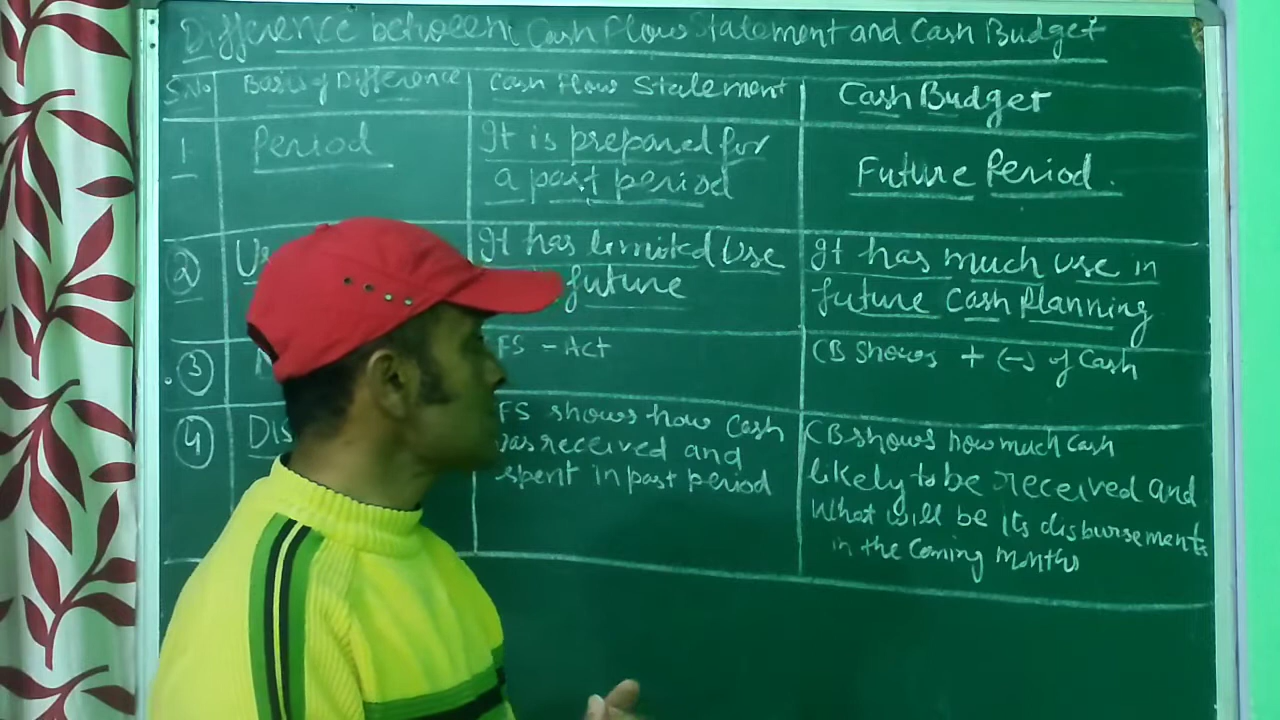 Difference between Cash Flow Statement and Cash Budget
S.No Basis of Difference Cash Flow Statement Cash Budget
1 Period It is prepared for
a past period
Future Period.
2 It has limited Use
future
It has much use in
future Cash Planning
3 FS - Act CB Shows + (-) of Cash
4 Dis FS shows how Cash
was received and
spent in past period
CB shows how much cash
likely to be received and
What will be its disbursements
in the coming months